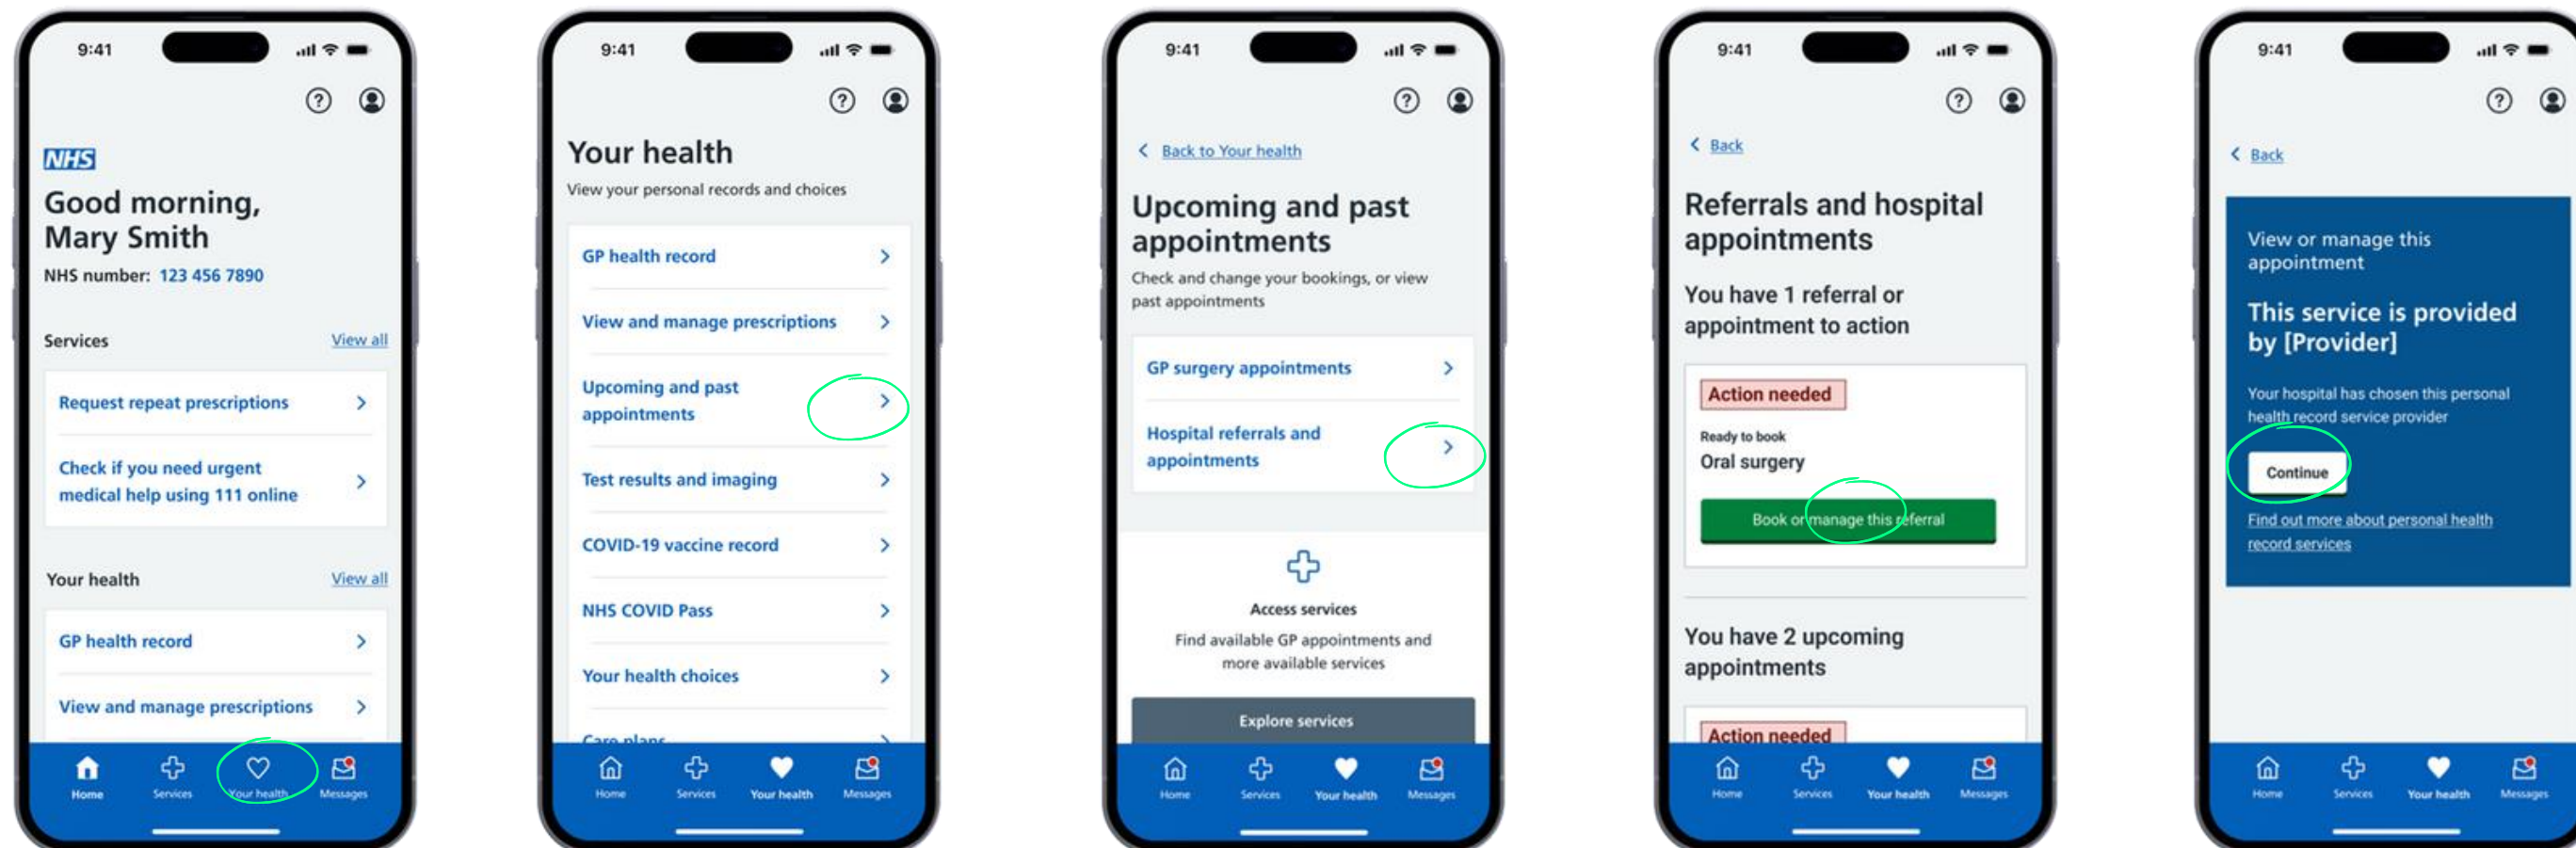 9:41
NHS
Good morning,
Mary Smith
NHS number: 123 456 7890
Services
View all
Request repeat prescriptions
Check if you need urgent
medical help using 111 online
Your health
View all
GP health record
View and manage prescriptions
Home
Services
Your health
Messages
9:41
Your health
View your personal records and choices
GP health record
View and manage prescriptions
Upcoming and past
appointments
Test results and imaging
COVID-19 vaccine record
NHS COVID Pass
Your health choices
Care plans
Home
Services
Your health
Messages
9:41
Back to Your health
Upcoming and past
appointments
Check and change your bookings, or view
past appointments
GP surgery appointments
Hospital referrals and
appointments
Access services
Find available GP appointments and
more available services
Explore services
Home
Services
Your health
Messages
9:41
Back
Referrals and hospital
appointments
You have 1 referral or
appointment to action
Action needed
Ready to book
Oral surgery
Book or manage this referral
You have 2 upcoming
appointments
Action needed
Home
Services
Your health
Messages
9:41
Back
View or manage this
appointment
This service is provided
by [Provider]
Your hospital has chosen this personal
health record service provider
Continue
Find out more about personal health
record services
Home
Services
Your health
Messages